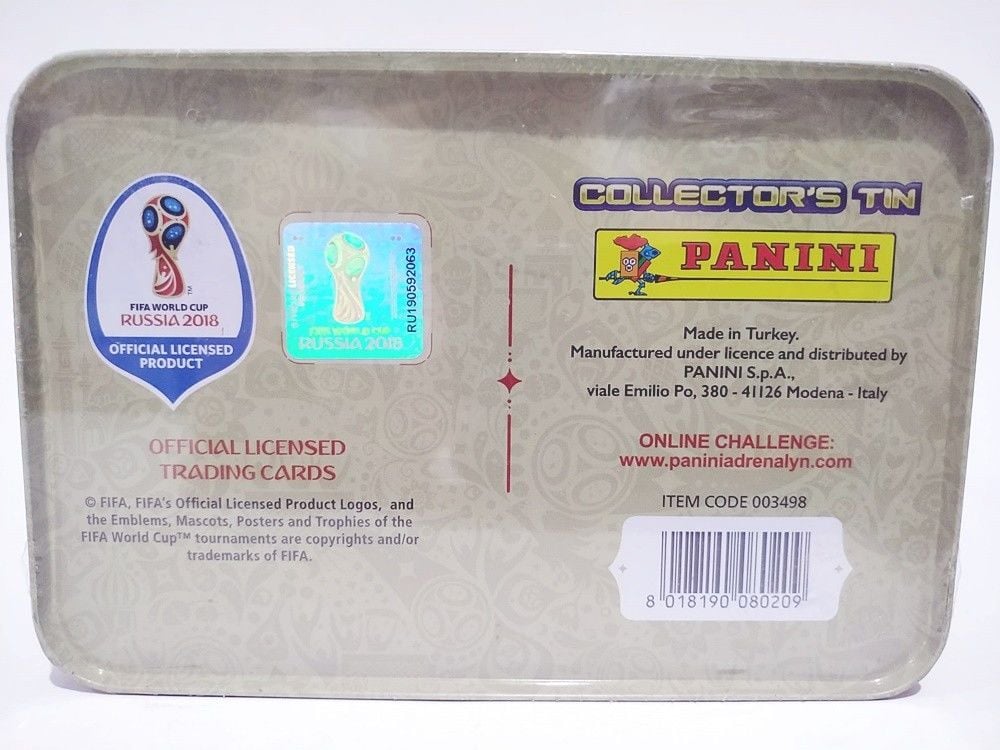 FIFA WORLD CUP
RUSSIA 2018
OFFICIAL LICENSED
PRODUCT
LICENSED
RUSSIA 2018
RU190592063
OFFICIAL LICENSED
TRADING CARDS
© FIFA, FIFA's Official Licensed Product Logos, and
the Emblems, Mascots, Posters and Trophies of the
FIFA World Cup™ tournaments are copyrights and/or
trademarks of FIFA.
COLLECTOR'S TIN
PANINI
Made in Turkey.
Manufactured under licence and distributed by
PANINI S.p.A.,
viale Emilio Po, 380 - 41126 Modena - Italy
ONLINE CHALLENGE:
www.paniniadrenalyn.com
ITEM CODE 003498
8 018190 080209